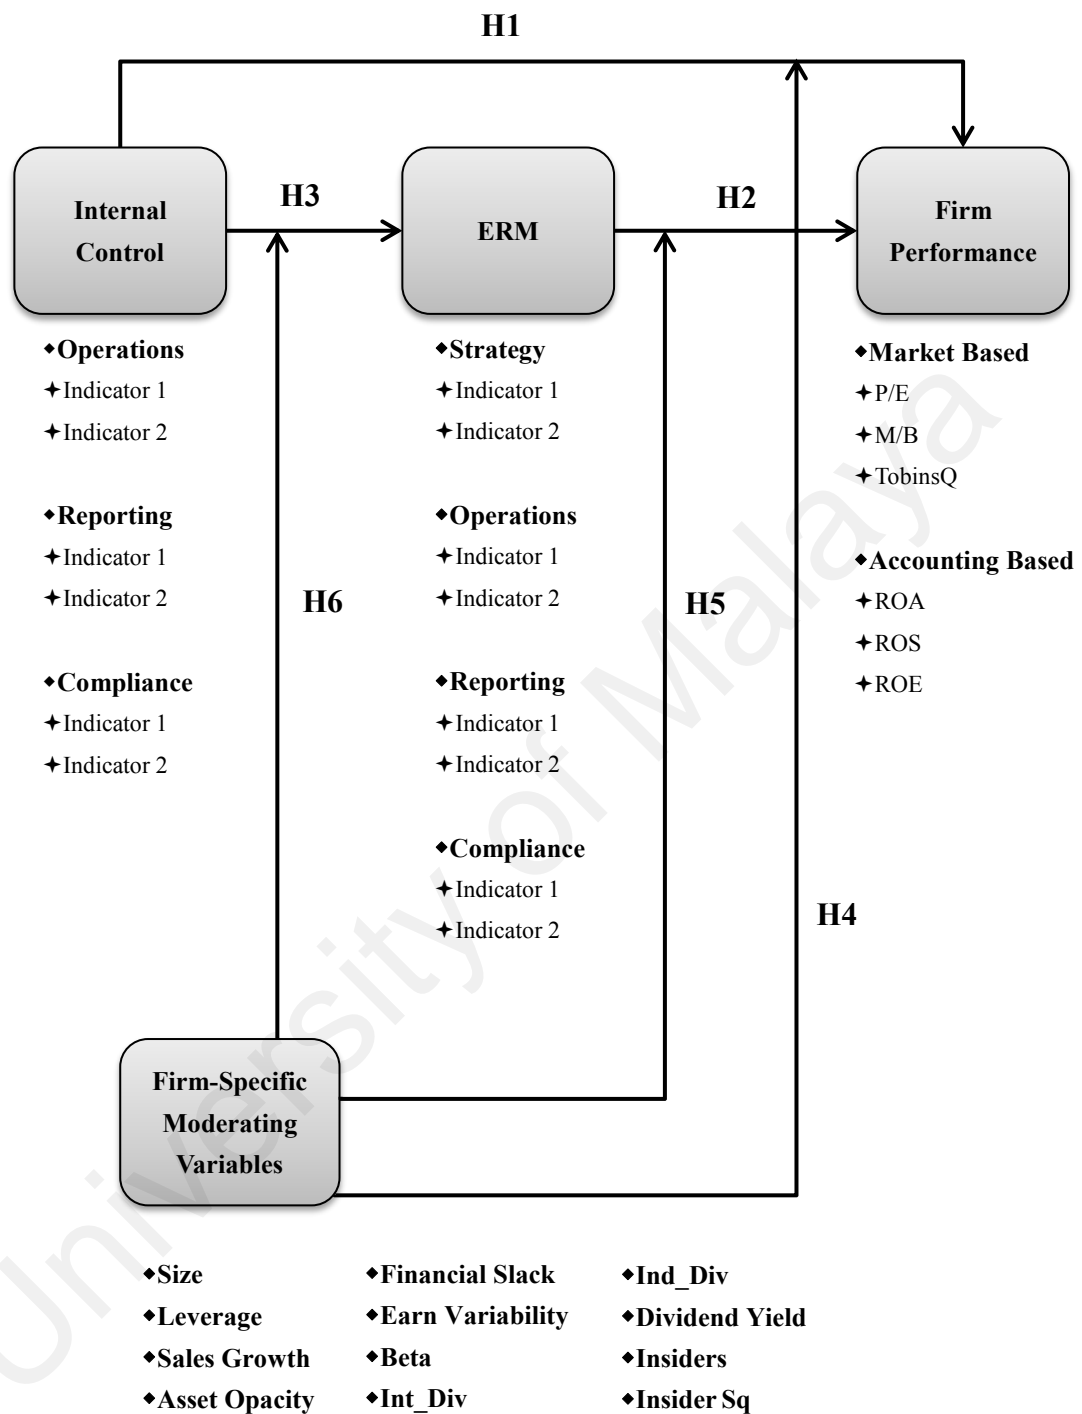 H1
Internal
Control
H3
ERM
H2
Firm
Performance
◆Operations
✦Indicator 1
✦Indicator 2
◆Reporting
✦Indicator 1
✦Indicator 2
◆Compliance
✦Indicator 1
✦Indicator 2
◆Strategy
✦Indicator 1
✦Indicator 2
◆Operations
✦Indicator 1
✦Indicator 2
◆Reporting
✦Indicator 1
✦Indicator 2
◆Compliance
✦Indicator 1
✦Indicator 2
◆Market Based
✦P/E
✦M/B
✦TobinsQ
◆Accounting Based
✦ROA
✦ROS
✦ROE
H6
H5
H4
Firm-Specific
Moderating
Variables
◆Size
◆Leverage
◆Sales Growth
◆Asset Opacity
◆Financial Slack
◆Earn Variability
◆Beta
◆Int_Div
◆Ind_Div
◆Dividend Yield
◆Insiders
◆Insider Sq
University of Malaya